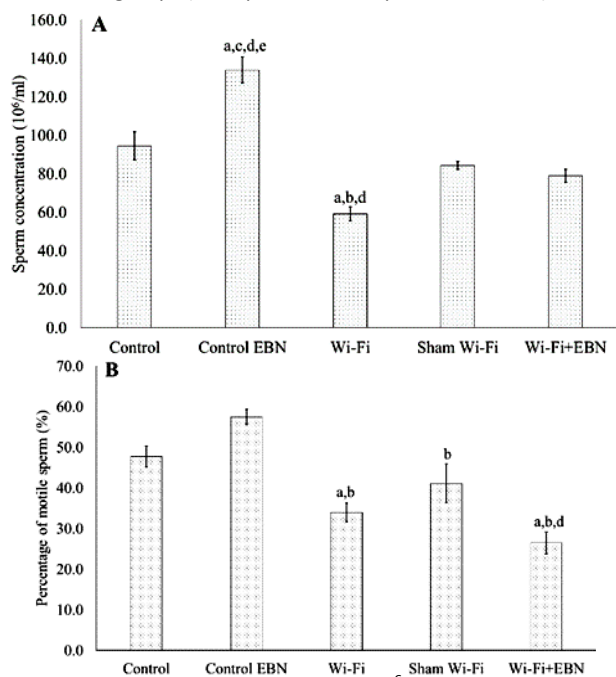 A
Sperm concentration (10⁶/ml)
160.0
140.0
120.0
100.0
80.0
60.0
40.0
20.0
0.0
a,c,d,e
a,b,d
Control Control EBN Wi-Fi Sham Wi-Fi Wi-Fi+EBN
B
Percentage of motile sperm (%)
70.0
60.0
50.0
40.0
30.0
20.0
10.0
0.0
a,b
b
a,b,d
Control Control EBN Wi-Fi Sham Wi-Fi Wi-Fi+EBN